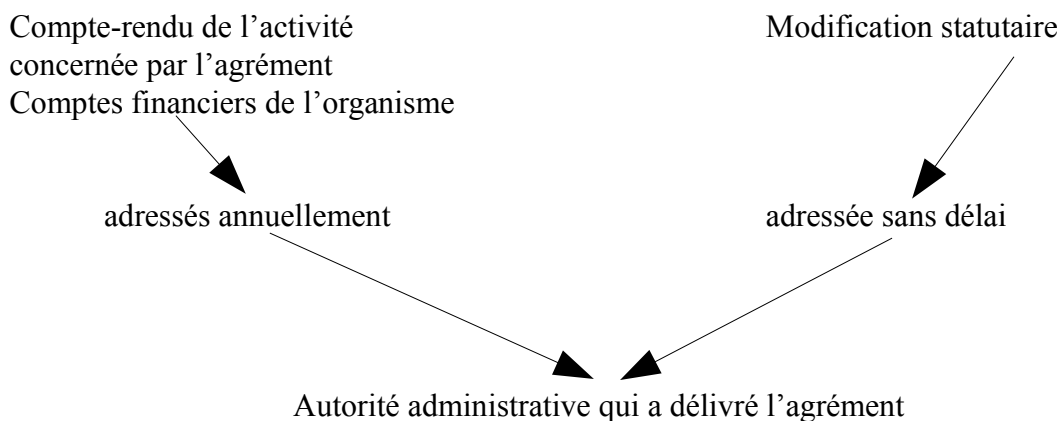 Compte-rendu de l’activité
concernée par l’agrément
Comptes financiers de l’organisme
Modification statutaire
adressés annuellement
adressée sans délai
Autorité administrative qui a délivré l’agrément